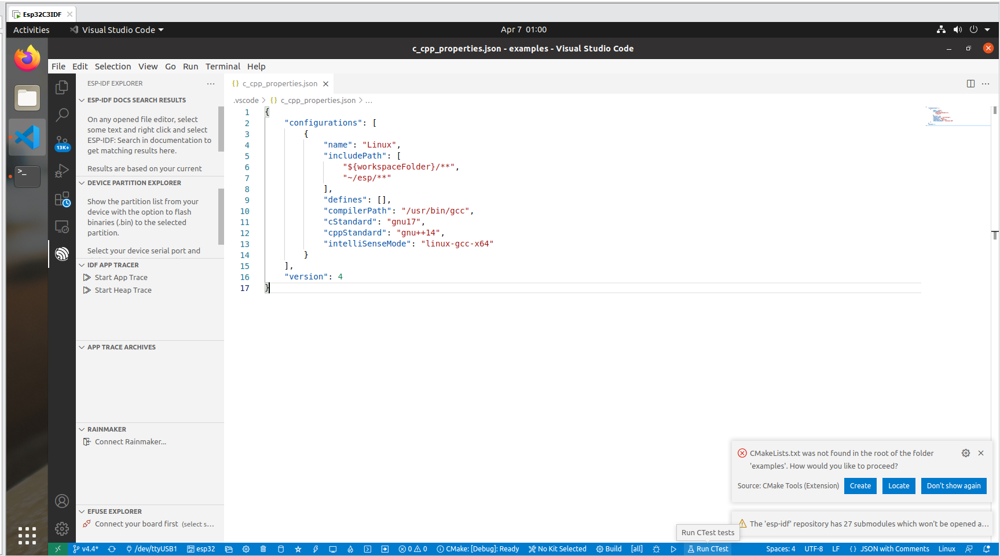 Esp32C3IDF
Activities
Visual Studio Code
Apr 7 01:00
c_cpp_properties.json - examples - Visual Studio Code
File Edit Selection View Go Run Terminal Help
ESP-IDF EXPLORER
c_cpp_properties.json
.vscode > {} c_cpp_properties.json > ...
ESP-IDF DOCS SEARCH RESULTS
On any opened file editor, select
some text and right click and select
ESP-IDF: Search in documentation to
get matching results here.
Results are based on your current
DEVICE PARTITION EXPLORER
Show the partition list from your
device with the option to flash
binaries (.bin) to the selected
partition.
Select your device serial port and
IDF APP TRACER
Start App Trace
Start Heap Trace
APP TRACE ARCHIVES
RAINMAKER
Connect Rainmaker...
EFUSE EXPLORER
Connect your board first (select s...
13K+
1 {
2 "configurations": [
3 {
4 "name": "Linux",
5 "includePath": [
6 "${workspaceFolder}/**",
7 "~/esp/**"
8 ],
9 "defines": [],
10 "compilerPath": "/usr/bin/gcc",
11 "cStandard": "gnu17",
12 "cppStandard": "gnu++14",
13 "intelliSenseMode": "linux-gcc-x64"
14 }
15 ],
16 "version": 4
17 }
CMakeLists.txt was not found in the root of the folder
'examples'. How would you like to proceed?
Source: CMake Tools (Extension) Create Locate Don't show again
The 'esp-idf' repository has 27 submodules which won't be opened a...
Run CTest tests
v4.4* /dev/ttyUSB1 esp32 0 0 CMake: [Debug]: Ready No Kit Selected Build [all] Run CTest Spaces: 4 UTF-8 LF {} JSON with Comments Linux